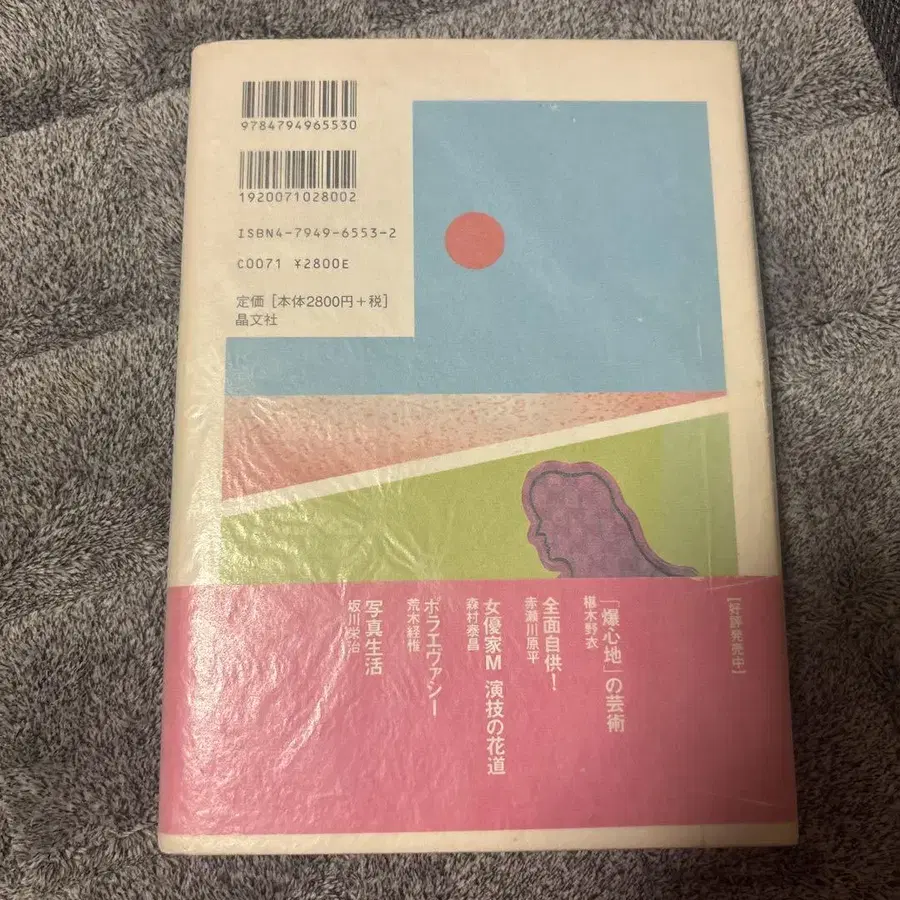 9784794965530
1920071028002
ISBN4-7949-6553-2
C0071 ¥2800E
定価［本体2800円＋税］
晶文社
［好評発売中］
「爆心地」の芸術
椹木野衣
全面自供！
赤瀬川原平
女優家M 演技の花道
森村泰昌
ポラエヴァシー
荒木経惟
写真生活
坂川栄治